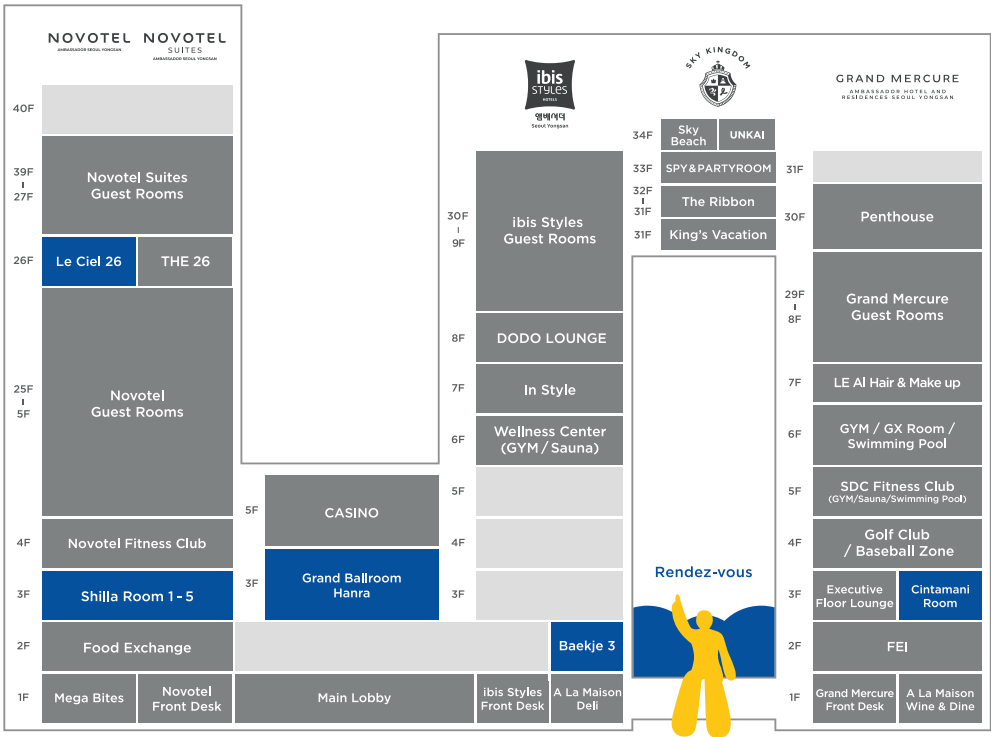 NOVOTEL
AMBASSADOR SEOUL YONGSAN
NOVOTEL
SUITES
AMBASSADOR SEOUL YONGSAN
40F
39F
27F
Novotel Suites
Guest Rooms
26F
Le Ciel 26
THE 26
25F
5F
Novotel
Guest Rooms
4F
Novotel Fitness Club
3F
Shilla Room 1-5
2F
Food Exchange
1F
Mega Bites
Novotel
Front Desk
5F
CASINO
3F
Grand Ballroom
Hanra
Main Lobby
ibis
STYLES
HOTELS
앰배서더
Seoul Yongsan
30F
9F
ibis Styles
Guest Rooms
8F
DODO LOUNGE
7F
In Style
6F
Wellness Center
(GYM / Sauna)
5F
4F
3F
Baekje 3
ibis Styles
Front Desk
A La Maison
Deli
SKY KINGDOM
34F
Sky
Beach
UNKAI
33F
SPY & PARTYROOM
32F
31F
The Ribbon
31F
King's Vacation
Rendez-vous
GRAND MERCURE
AMBASSADOR HOTEL AND
RESIDENCES SEOUL YONGSAN
31F
30F
Penthouse
29F
8F
Grand Mercure
Guest Rooms
7F
LE AI Hair & Make up
6F
GYM / GX Room /
Swimming Pool
5F
SDC Fitness Club
(GYM/Sauna/Swimming Pool)
4F
Golf Club
/ Baseball Zone
3F
Executive
Floor Lounge
Cintamani
Room
2F
FEI
1F
Grand Mercure
Front Desk
A La Maison
Wine & Dine